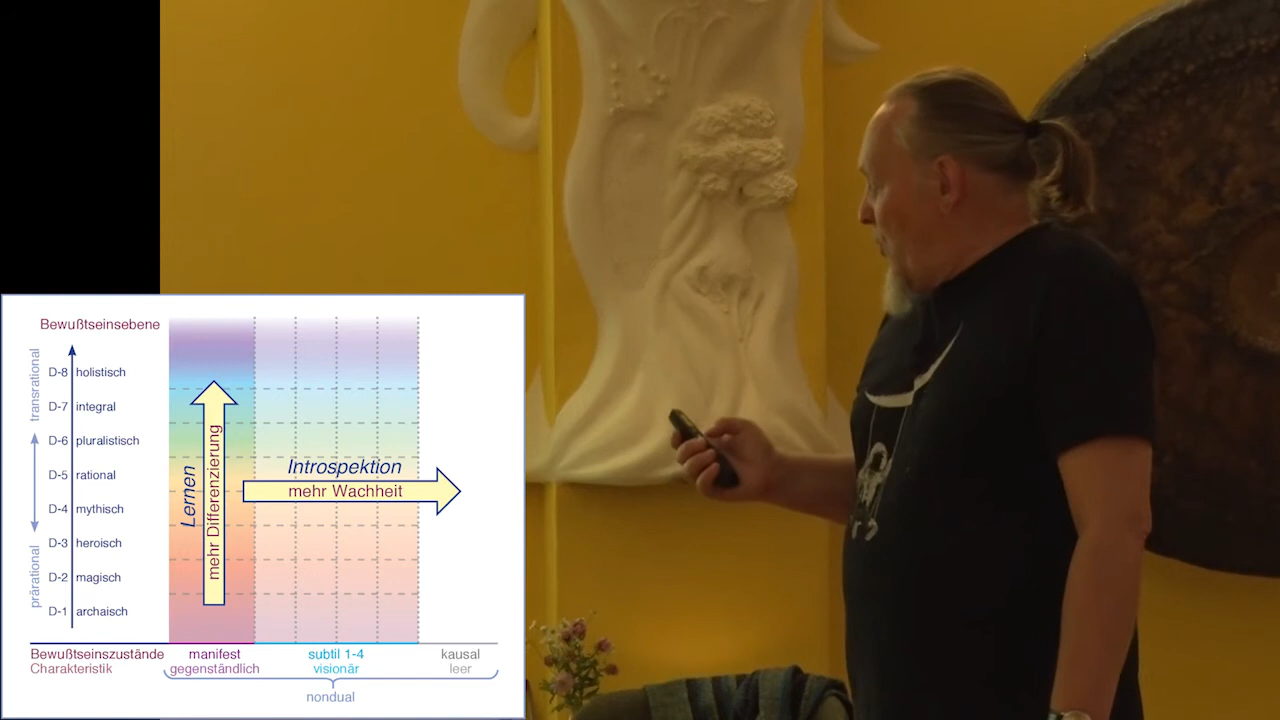 Bewußtseinsebene
transrational
prärational
D-8 holistisch
D-7 integral
D-6 pluralistisch
D-5 rational
D-4 mythisch
D-3 heroisch
D-2 magisch
D-1 archaisch
Lernen
mehr Differenzierung
Introspektion
mehr Wachheit
Bewußtseinszustände manifest subtil 1-4 kausal
Charakteristik gegenständlich visionär leer
nondual